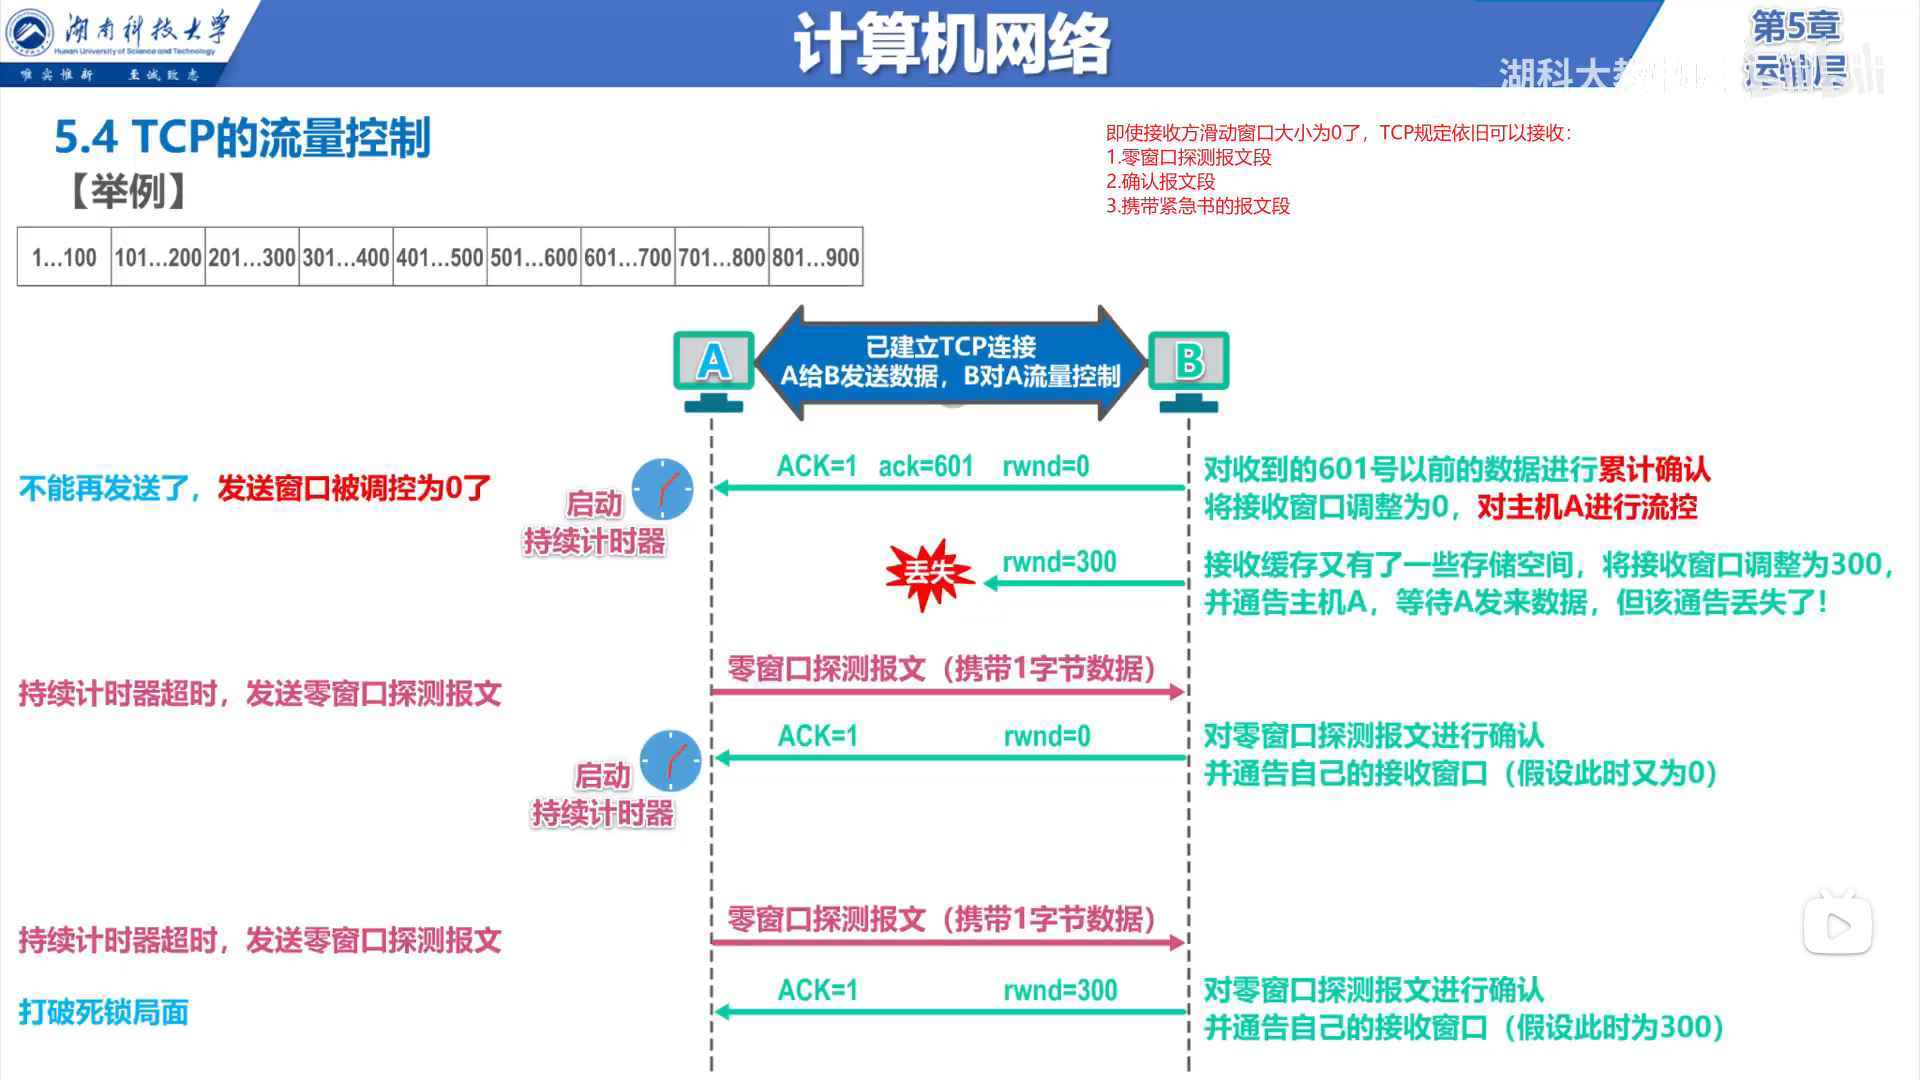 湖南科技大学
Hunan University of Science and Technology
唯实惟新 至诚致志
计算机网络
第5章
运输层
湖科大教
5.4 TCP的流量控制
【举例】
即使接收方滑动窗口大小为0了，TCP规定依旧可以接收：
1.零窗口探测报文段
2.确认报文段
3.携带紧急书的报文段
1...100 101...200 201...300 301...400 401...500 501...600 601...700 701...800 801...900
A
已建立TCP连接
A给B发送数据，B对A流量控制
B
ACK=1 ack=601 rwnd=0
对收到的601号以前的数据进行累计确认
将接收窗口调整为0，对主机A进行流控
不能再发送了，发送窗口被调控为0了
启动
持续计时器
丢失
rwnd=300
接收缓存又有了一些存储空间，将接收窗口调整为300，
并通告主机A，等待A发来数据，但该通告丢失了！
零窗口探测报文（携带1字节数据）
持续计时器超时，发送零窗口探测报文
ACK=1 rwnd=0
对零窗口探测报文进行确认
并通告自己的接收窗口（假设此时又为0）
启动
持续计时器
零窗口探测报文（携带1字节数据）
持续计时器超时，发送零窗口探测报文
ACK=1 rwnd=300
对零窗口探测报文进行确认
并通告自己的接收窗口（假设此时为300）
打破死锁局面